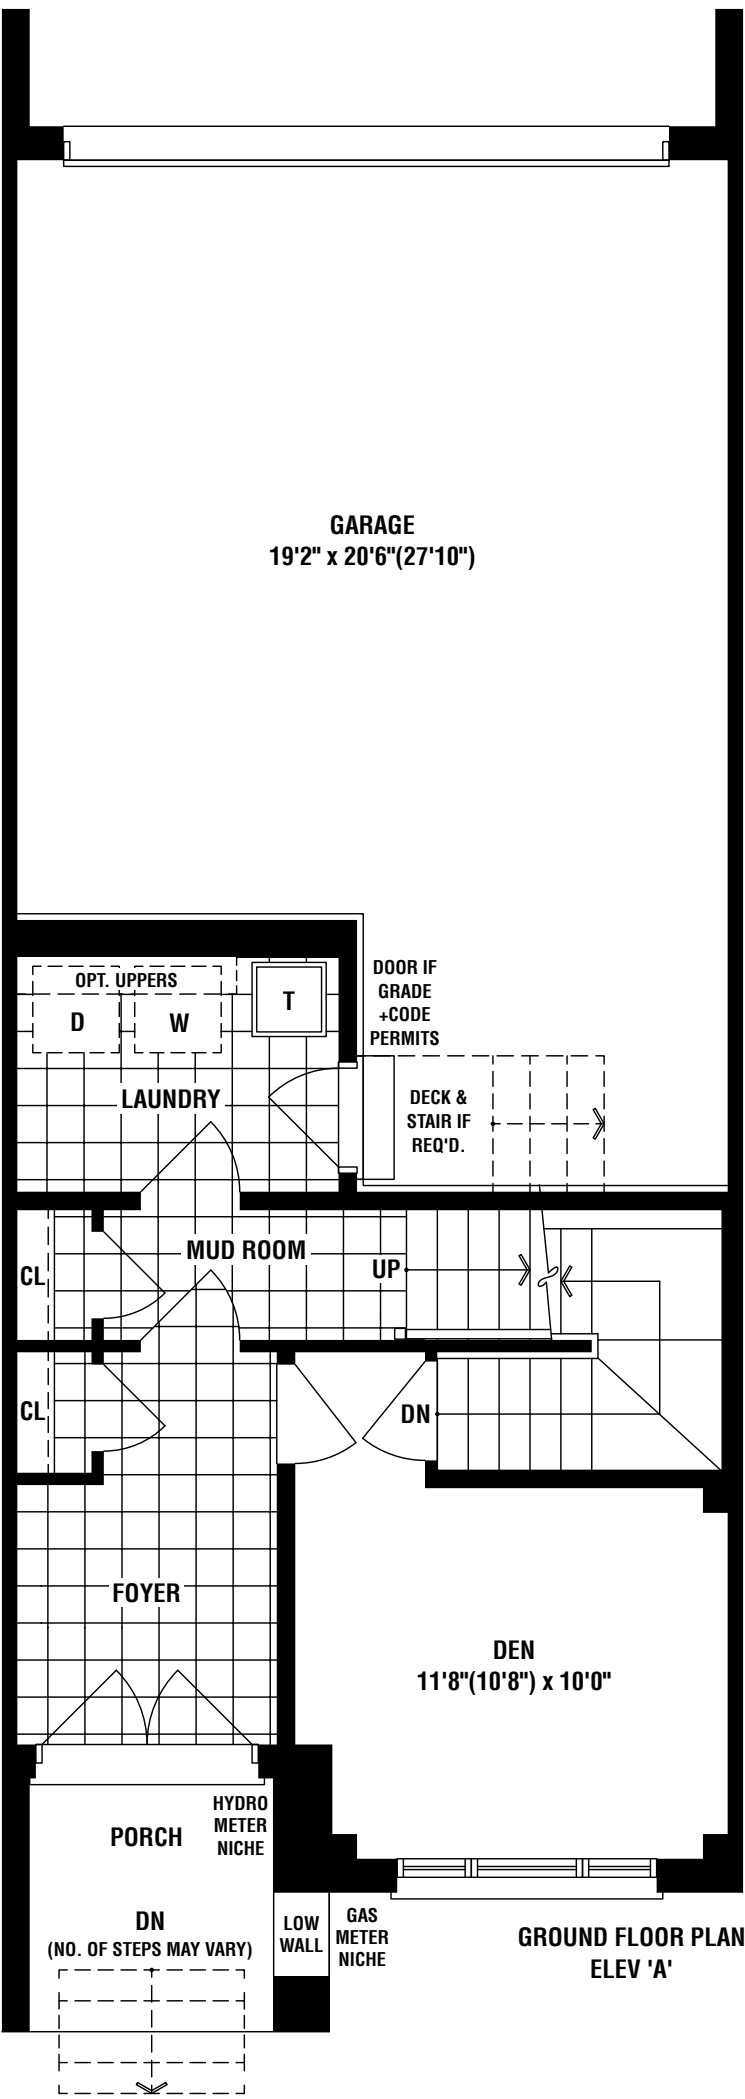 GARAGE
19'2" x 20'6"(27'10")
DOOR IF
GRADE
+CODE
PERMITS
OPT. UPPERS
D
W
T
LAUNDRY
DECK &
STAIR IF
REQ'D.
MUD ROOM
CL
UP
CL
DN
FOYER
DEN
11'8"(10'8") x 10'0"
HYDRO
METER
NICHE
PORCH
DN
(NO. OF STEPS MAY VARY)
LOW
WALL
GAS
METER
NICHE
GROUND FLOOR PLAN
ELEV 'A'